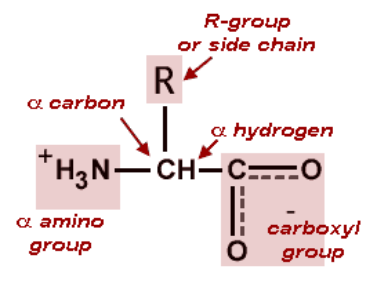 R-group
or side chain
R
α carbon
α hydrogen
+H3N CH C O
α amino
group
-
carboxyl
group
O